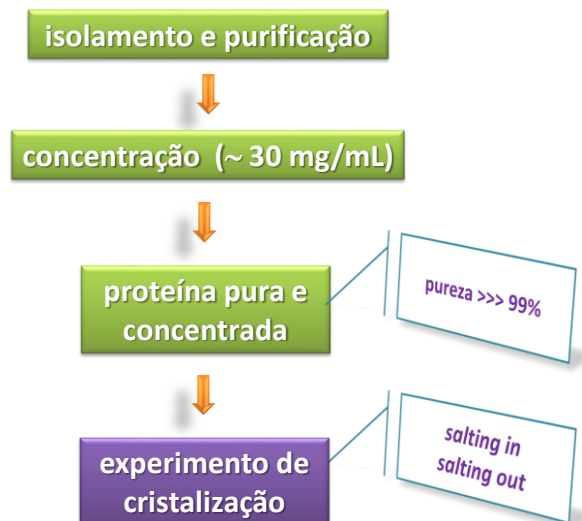 isolamento e purificação
concentração (~ 30 mg/mL)
proteína pura e
concentrada
pureza >>> 99%
experimento de
cristalização
salting in
salting out